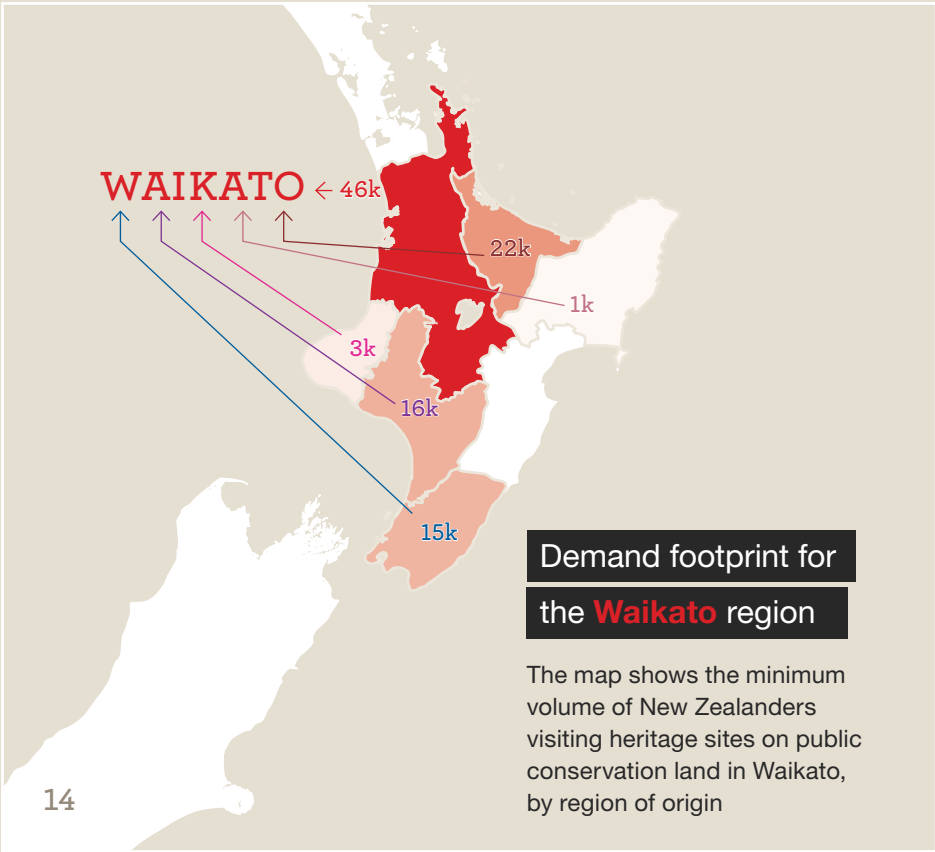 WAIKATO ← 46k
22k
1k
3k
16k
15k
Demand footprint for
the Waikato region
The map shows the minimum
volume of New Zealanders
visiting heritage sites on public
conservation land in Waikato,
by region of origin
14